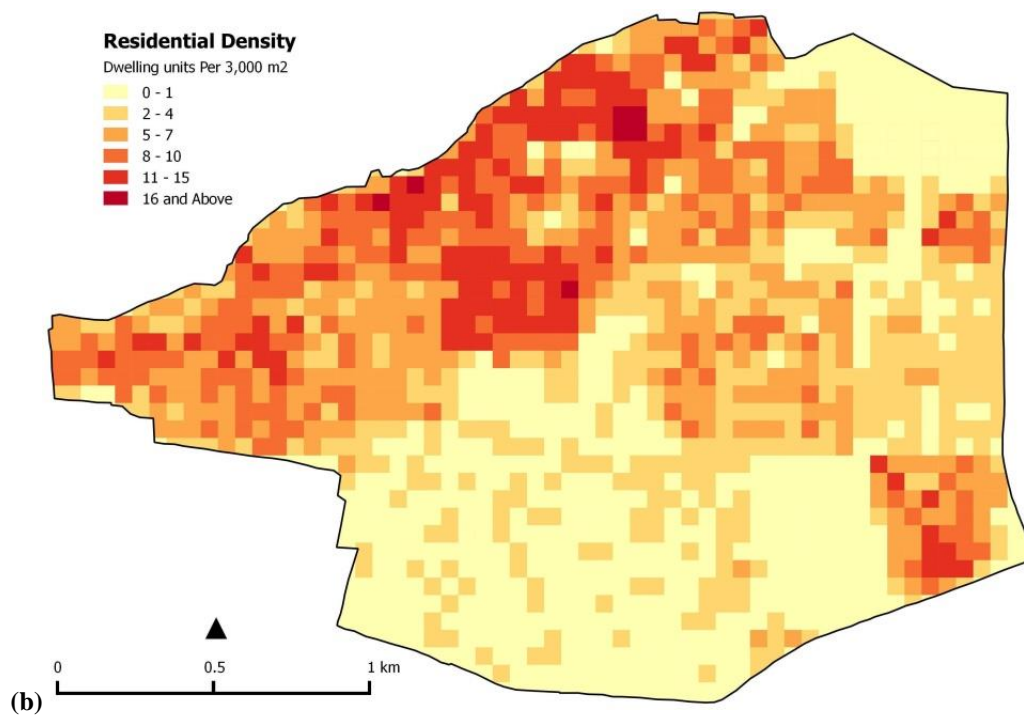 Residential Density
Dwelling units Per 3,000 m2
0 - 1
2 - 4
5 - 7
8 - 10
11 - 15
16 and Above
0 0.5 1 km
(b)